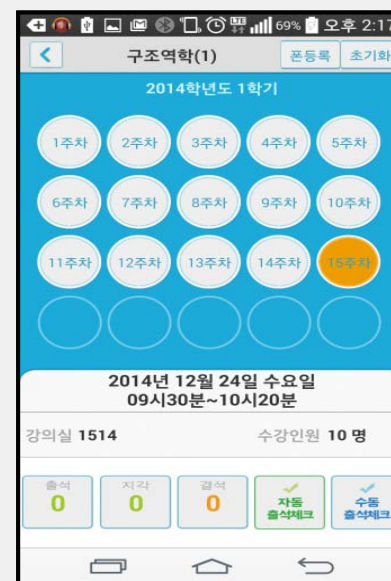 69% 오후 2:17
구조역학(1) 폰등록 초기화
2014학년도 1학기
1주차 2주차 3주차 4주차 5주차
6주차 7주차 8주차 9주차 10주차
11주차 12주차 13주차 14주차 15주차
2014년 12월 24일 수요일
09시30분~10시20분
강의실 1514 수강인원 10 명
출석 지각 결석
0 0 0
자동 수동
출석체크 출석체크